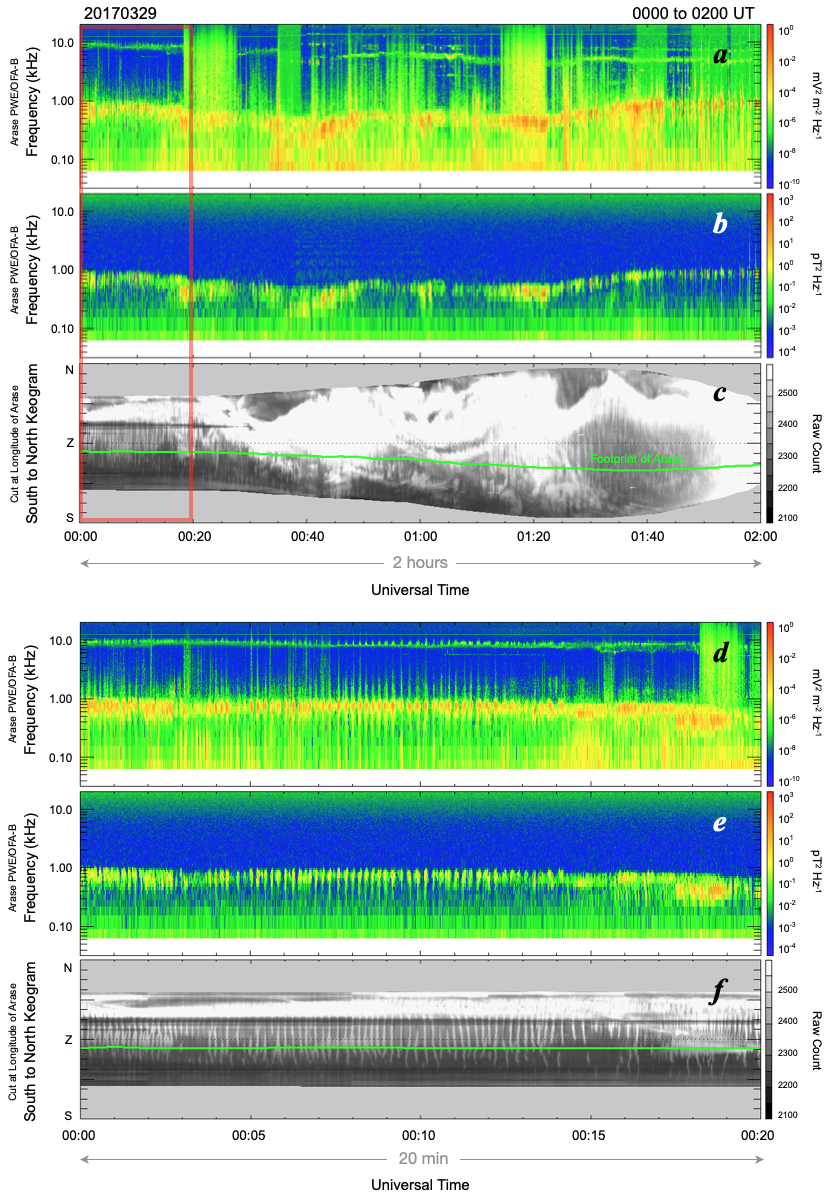 20170329
0000 to 0200 UT
Arase PWE/OFA-B
Frequency (kHz)
10.0
1.00
0.10
a
10⁰
10⁻²
10⁻⁴
10⁻⁶
10⁻⁸
10⁻¹⁰
mV² m⁻² Hz⁻¹
Arase PWE/OFA-B
Frequency (kHz)
10.0
1.00
0.10
b
10³
10²
10¹
10⁰
10⁻¹
10⁻²
10⁻³
10⁻⁴
pT² Hz⁻¹
Cut at Longitude of Arase
South to North Keogram
N
Z
S
c
Footprint of Arase
2500
2400
2300
2200
2100
Raw Count
00:00 00:20 00:40 01:00 01:20 01:40 02:00
2 hours
Universal Time
Arase PWE/OFA-B
Frequency (kHz)
10.0
1.00
0.10
d
10⁰
10⁻²
10⁻⁴
10⁻⁶
10⁻⁸
10⁻¹⁰
mV² m⁻² Hz⁻¹
Arase PWE/OFA-B
Frequency (kHz)
10.0
1.00
0.10
e
10³
10²
10¹
10⁰
10⁻¹
10⁻²
10⁻³
10⁻⁴
pT² Hz⁻¹
Cut at Longitude of Arase
South to North Keogram
N
Z
S
f
2500
2400
2300
2200
2100
Raw Count
00:00 00:05 00:10 00:15 00:20
20 min
Universal Time